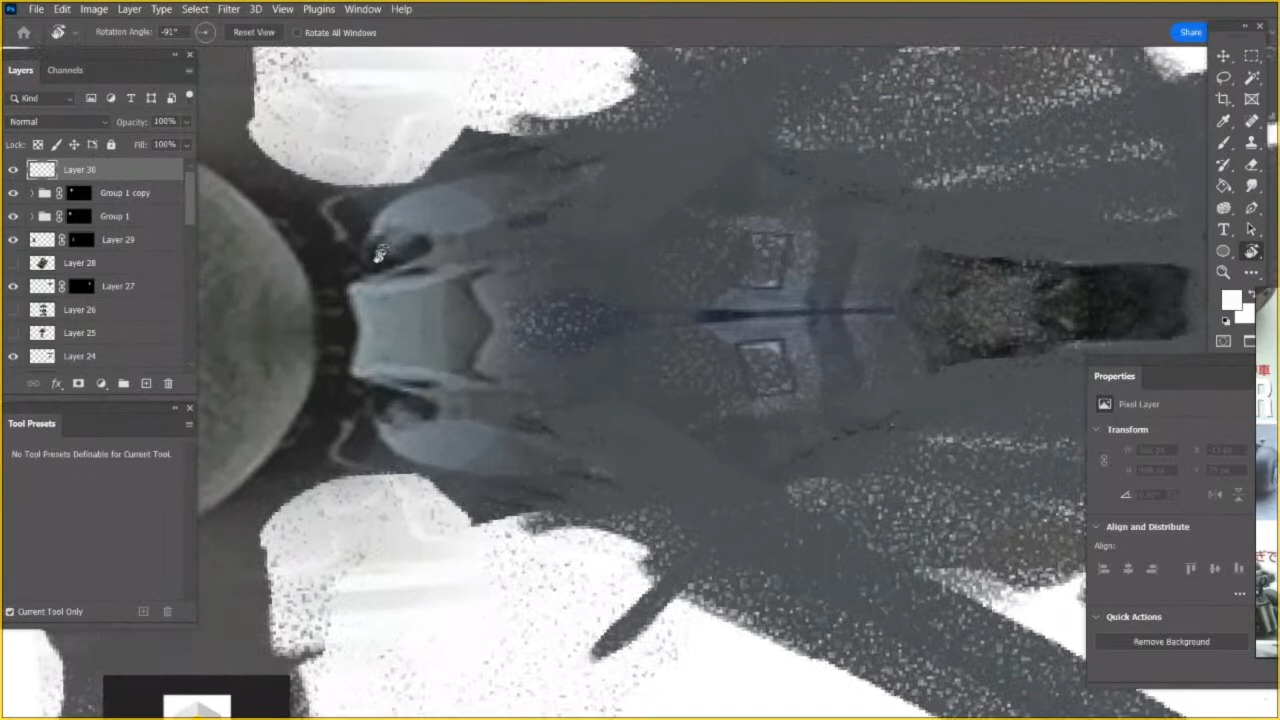 Ps File Edit Image Layer Type Select Filter 3D View Plugins Window Help
Rotation Angle: -91° Reset View Rotate All Windows Share
Layers Channels
Kind
Normal Opacity: 100%
Lock: Fill: 100%
Layer 30
Group 1 copy
Group 1
Layer 29
Layer 28
Layer 27
Layer 26
Layer 25
Layer 24
fx
Tool Presets
No Tool Presets Definable for Current Tool.
Current Tool Only
Properties
Pixel Layer
Transform
W
X
H
Y
Align and Distribute
Align:
Quick Actions
Remove Background